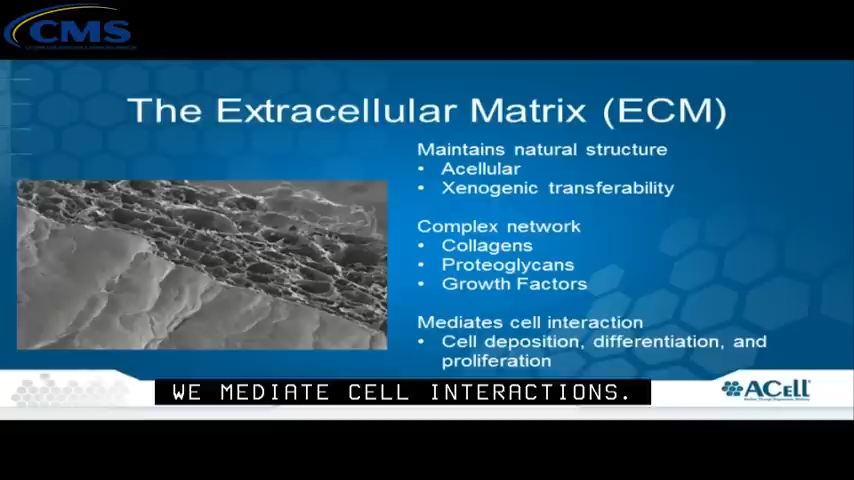 CMS
The Extracellular Matrix (ECM)
Maintains natural structure
• Acellular
• Xenogenic transferability
Complex network
• Collagens
• Proteoglycans
• Growth Factors
Mediates cell interaction
• Cell deposition, differentiation, and
proliferation
WE MEDIATE CELL INTERACTIONS.
ACell